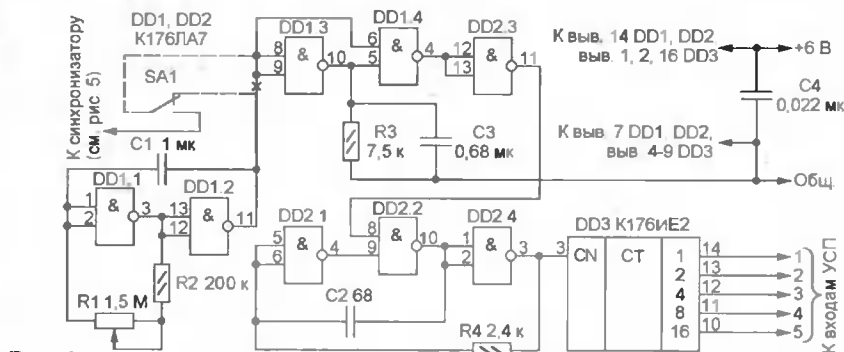 DD1, DD2
К176ЛА7
DD1.3
DD1.4
DD2.3
К выв. 14 DD1, DD2
выв. 1, 2, 16 DD3
+6 В
8
9
&
10
6
5
&
4
12
13
&
11
К синхронизатору
(см. рис. 5)
SA1
C4
0,022 мк
R3
7,5 к
C3
0,68 мк
К выв. 7 DD1, DD2,
выв. 4-9 DD3
C1 1 мк
Общ.
DD1.1
DD1.2
1
2
&
3
13
12
&
11
DD2.1
DD2.2
DD2.4
DD3 К176ИЕ2
5
6
&
4
8
9
&
10
1
2
&
3
3
CN
CT
1
2
4
8
16
14
13
12
11
10
1
2
3
4
5
К входам УСП
R2 200 к
C2 68
R1 1,5 М
R4 2,4 к